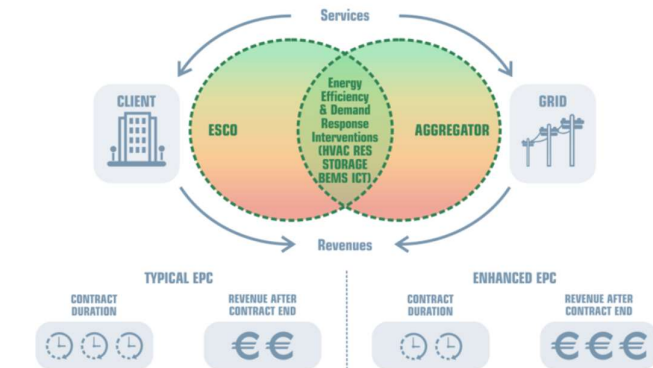 Services
CLIENT
ESCO
Energy
Efficiency
& Demand
Response
Interventions
(HVAC RES
STORAGE
BEMS ICT)
AGGREGATOR
GRID
Revenues
TYPICAL EPC
CONTRACT
DURATION
REVENUE AFTER
CONTRACT END
€€
ENHANCED EPC
CONTRACT
DURATION
REVENUE AFTER
CONTRACT END
€€€